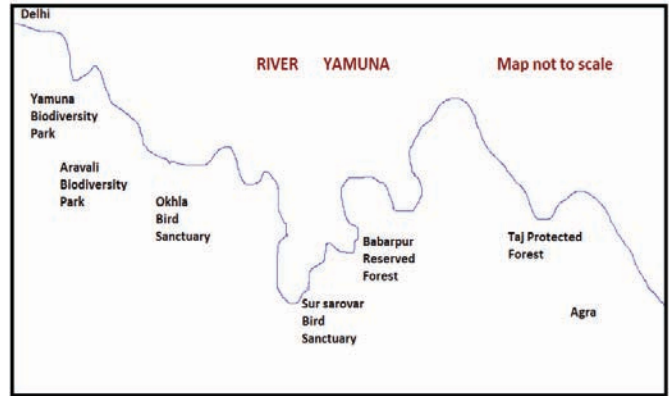 Delhi
RIVER YAMUNA
Map not to scale
Yamuna
Biodiversity
Park
Aravali
Biodiversity
Park
Okhla
Bird
Sanctuary
Sur sarovar
Bird
Sanctuary
Babarpur
Reserved
Forest
Taj Protected
Forest
Agra